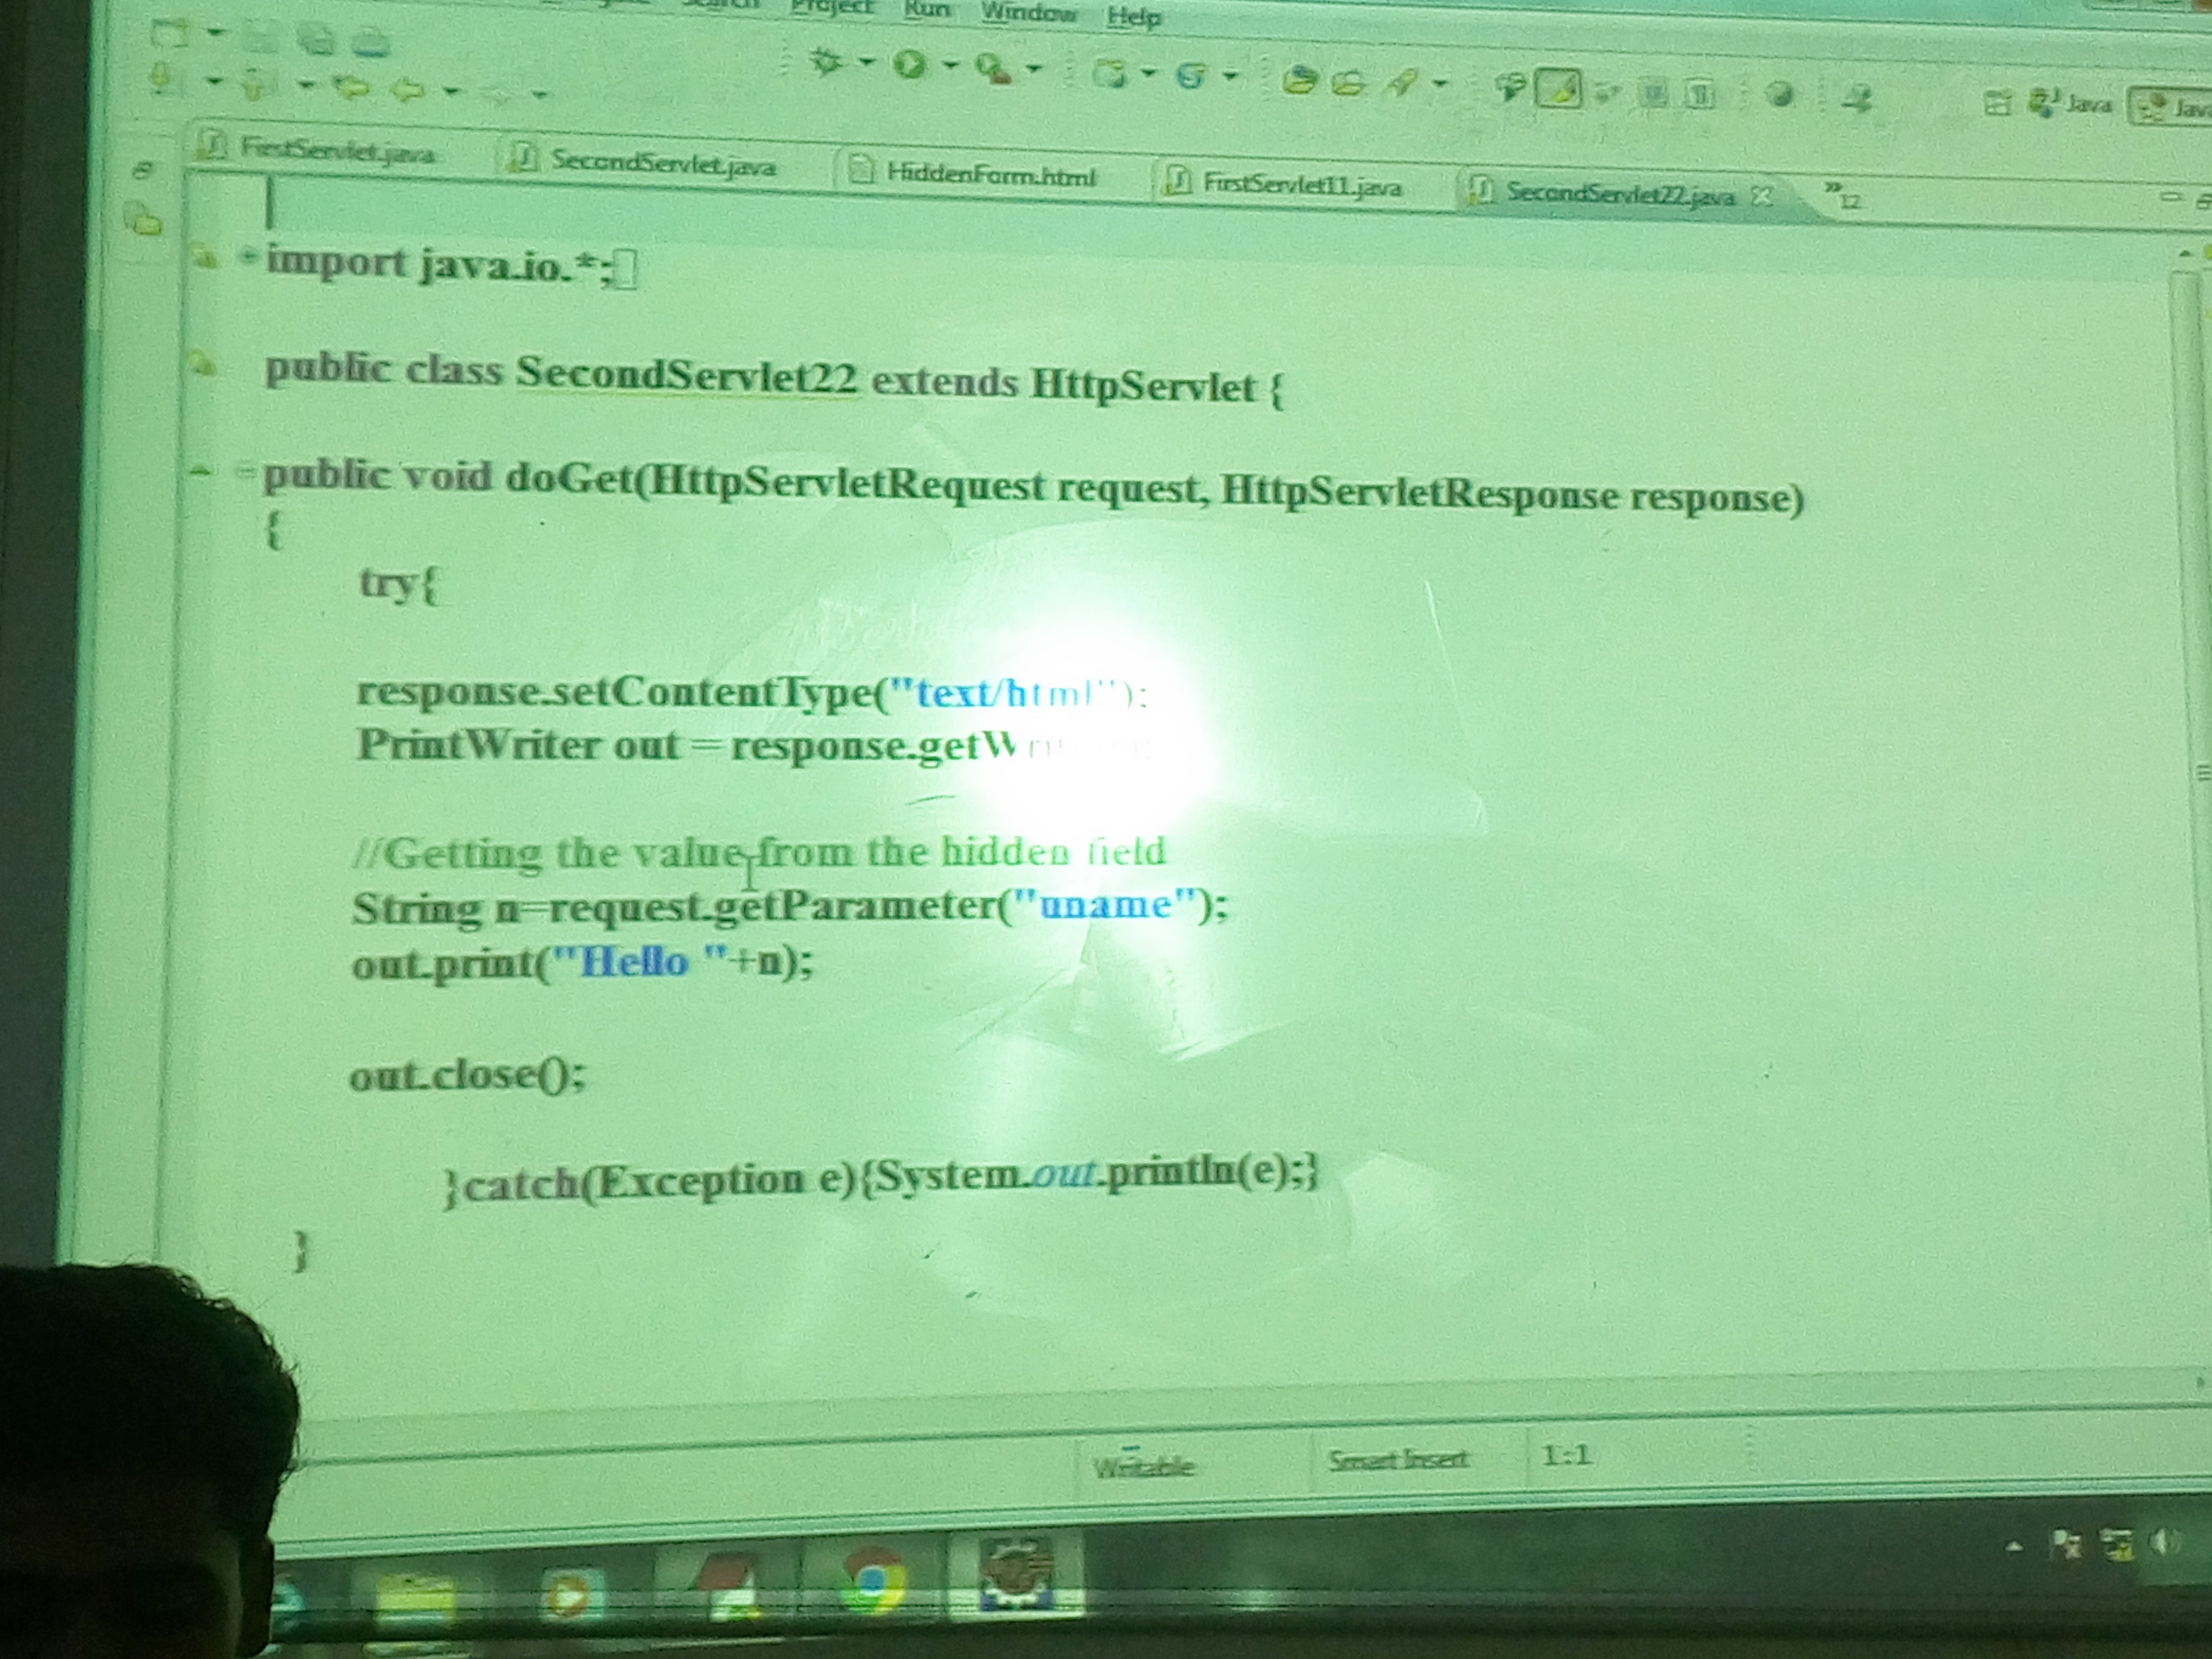 Project Run Window Help
Java Jav
FirstServlet.java SecondServlet.java HiddenForm.html FirstServlet11.java SecondServlet22.java »12
import java.io.*;
public class SecondServlet22 extends HttpServlet {
public void doGet(HttpServletRequest request, HttpServletResponse response)
{
try{
response.setContentType("text/html");
PrintWriter out = response.getWri
//Getting the value from the hidden field
String n=request.getParameter("uname");
out.print("Hello "+n);
out.close();
}catch(Exception e){System.out.println(e);}
}
Writable Smart Insert 1:1